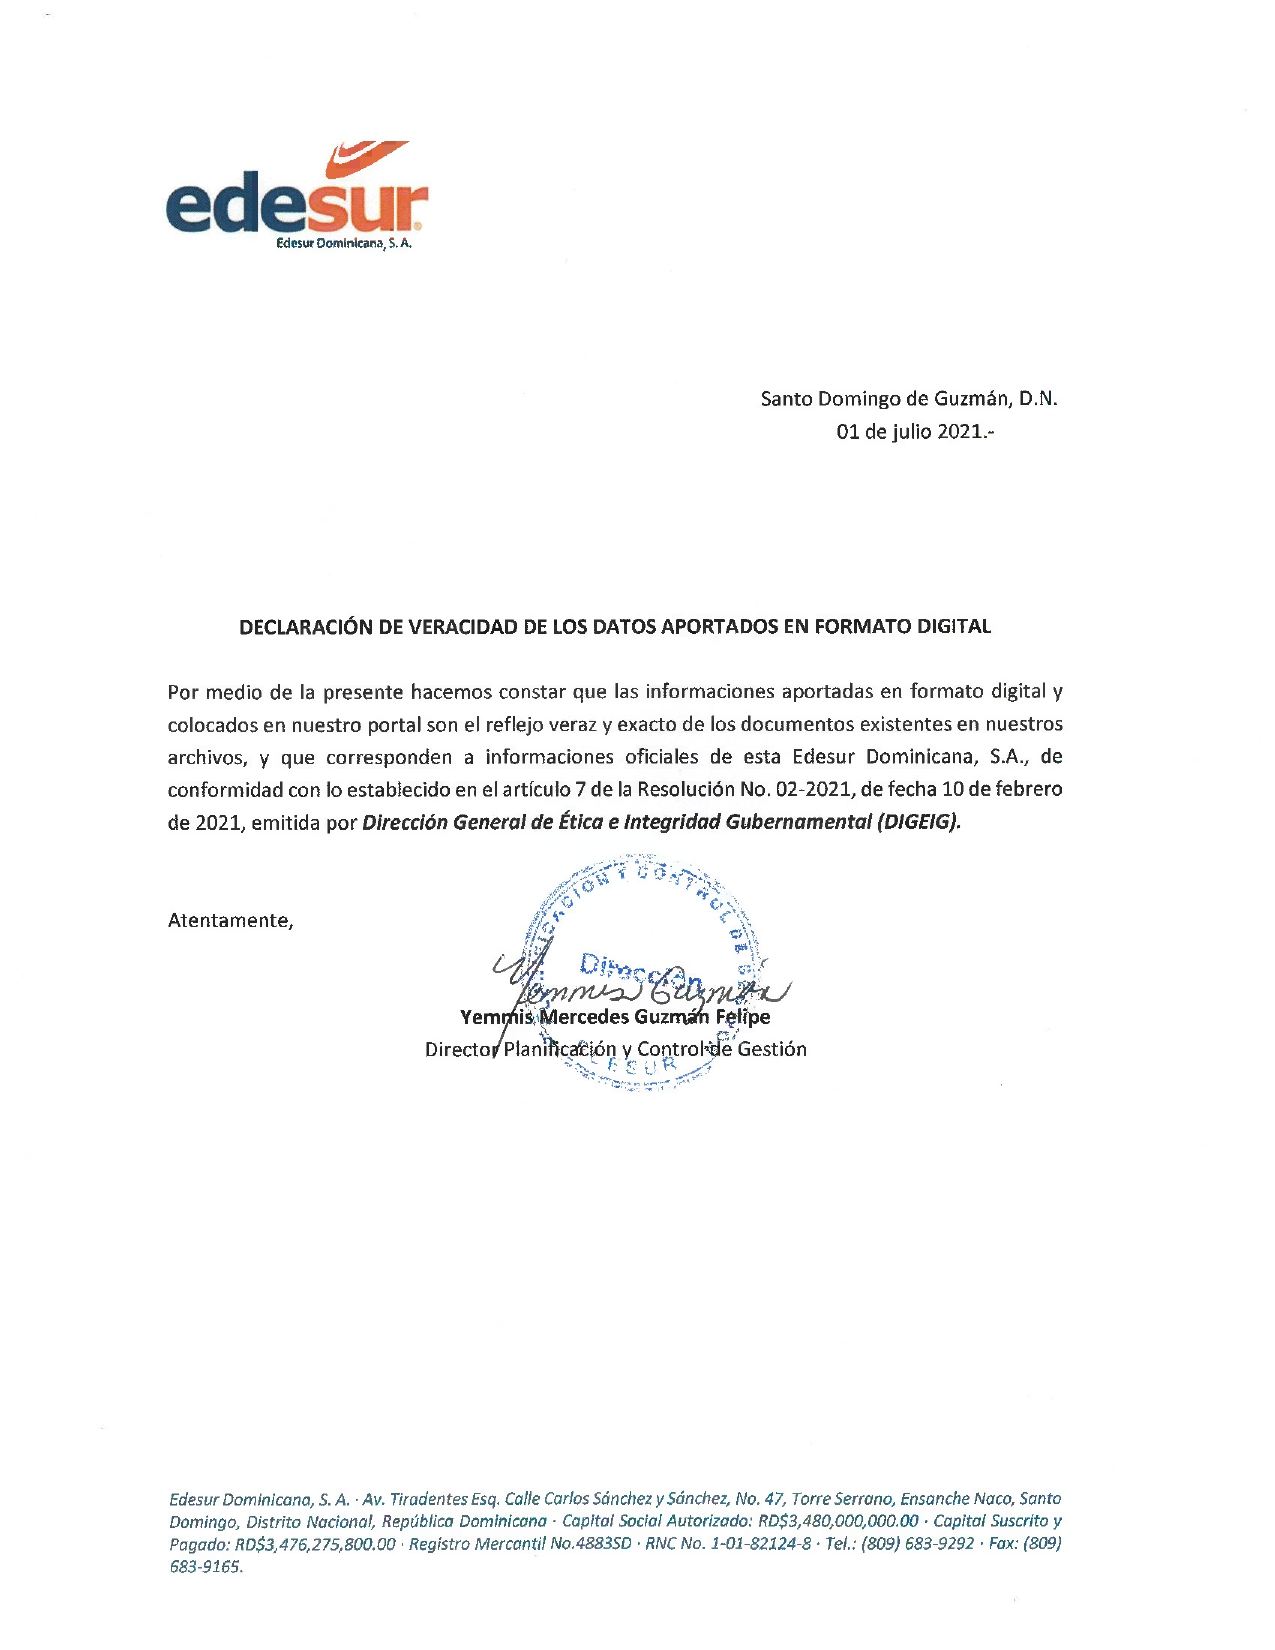 edesur
Edesur Dominicana, S. A.
Santo Domingo de Guzmán, D.N.
01 de julio 2021.-
DECLARACIÓN DE VERACIDAD DE LOS DATOS APORTADOS EN FORMATO DIGITAL
Por medio de la presente hacemos constar que las informaciones aportadas en formato digital y
colocados en nuestro portal son el reflejo veraz y exacto de los documentos existentes en nuestros
archivos, y que corresponden a informaciones oficiales de esta Edesur Dominicana, S.A., de
conformidad con lo establecido en el artículo 7 de la Resolución No. 02-2021, de fecha 10 de febrero
de 2021, emitida por Dirección General de Ética e Integridad Gubernamental (DIGEIG).
Atentamente,
Dirección
Yemmis Guzmán
Yemmis Mercedes Guzmán Felipe
Director Planificación y Control de Gestión
Edesur Dominicana, S. A. · Av. Tiradentes Esq. Calle Carlos Sánchez y Sánchez, No. 47, Torre Serrano, Ensanche Naco, Santo
Domingo, Distrito Nacional, República Dominicana · Capital Social Autorizado: RD$3,480,000,000.00 · Capital Suscrito y
Pagado: RD$3,476,275,800.00 · Registro Mercantil No.4883SD · RNC No. 1-01-82124-8 · Tel.: (809) 683-9292 · Fax: (809)
683-9165.